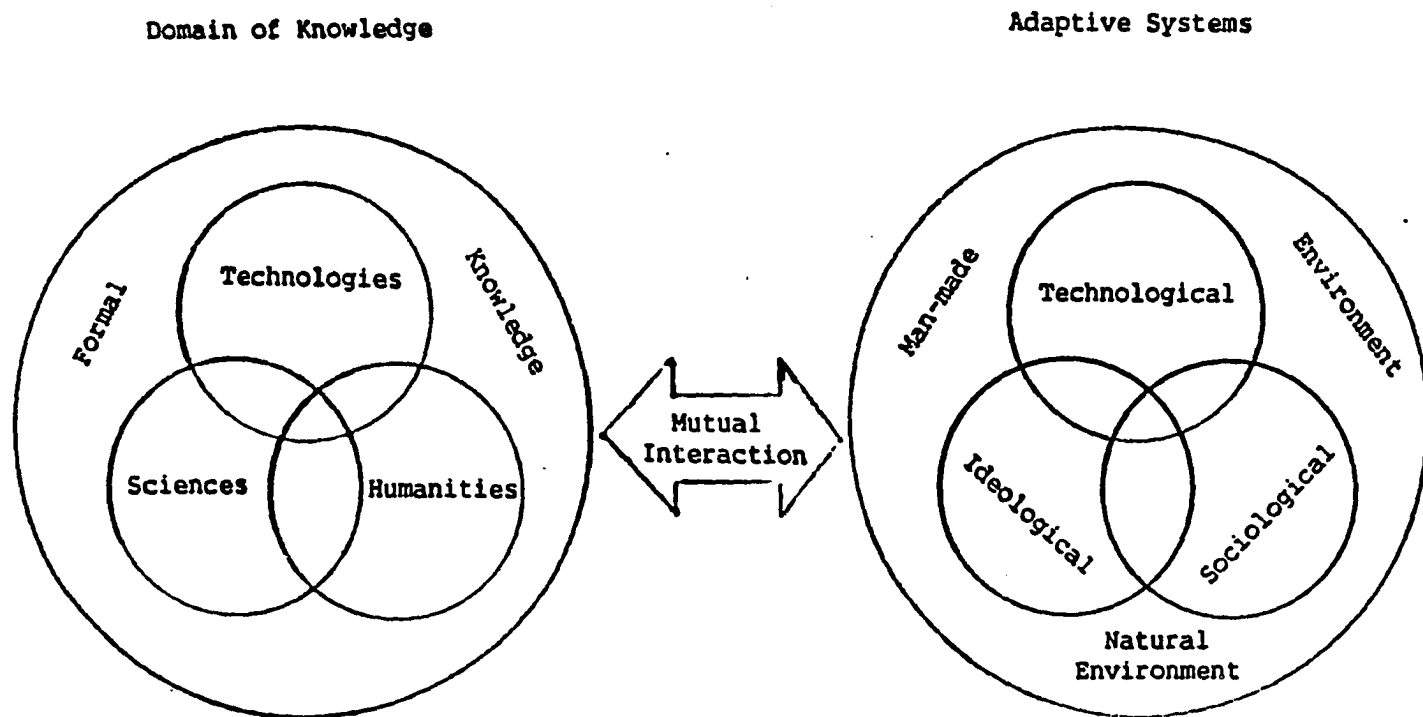 Domain of Knowledge
Adaptive Systems
Formal
Knowledge
Technologies
Sciences
Humanities
Mutual
Interaction
Man-made
Environment
Technological
Ideological
Sociological
Natural
Environment